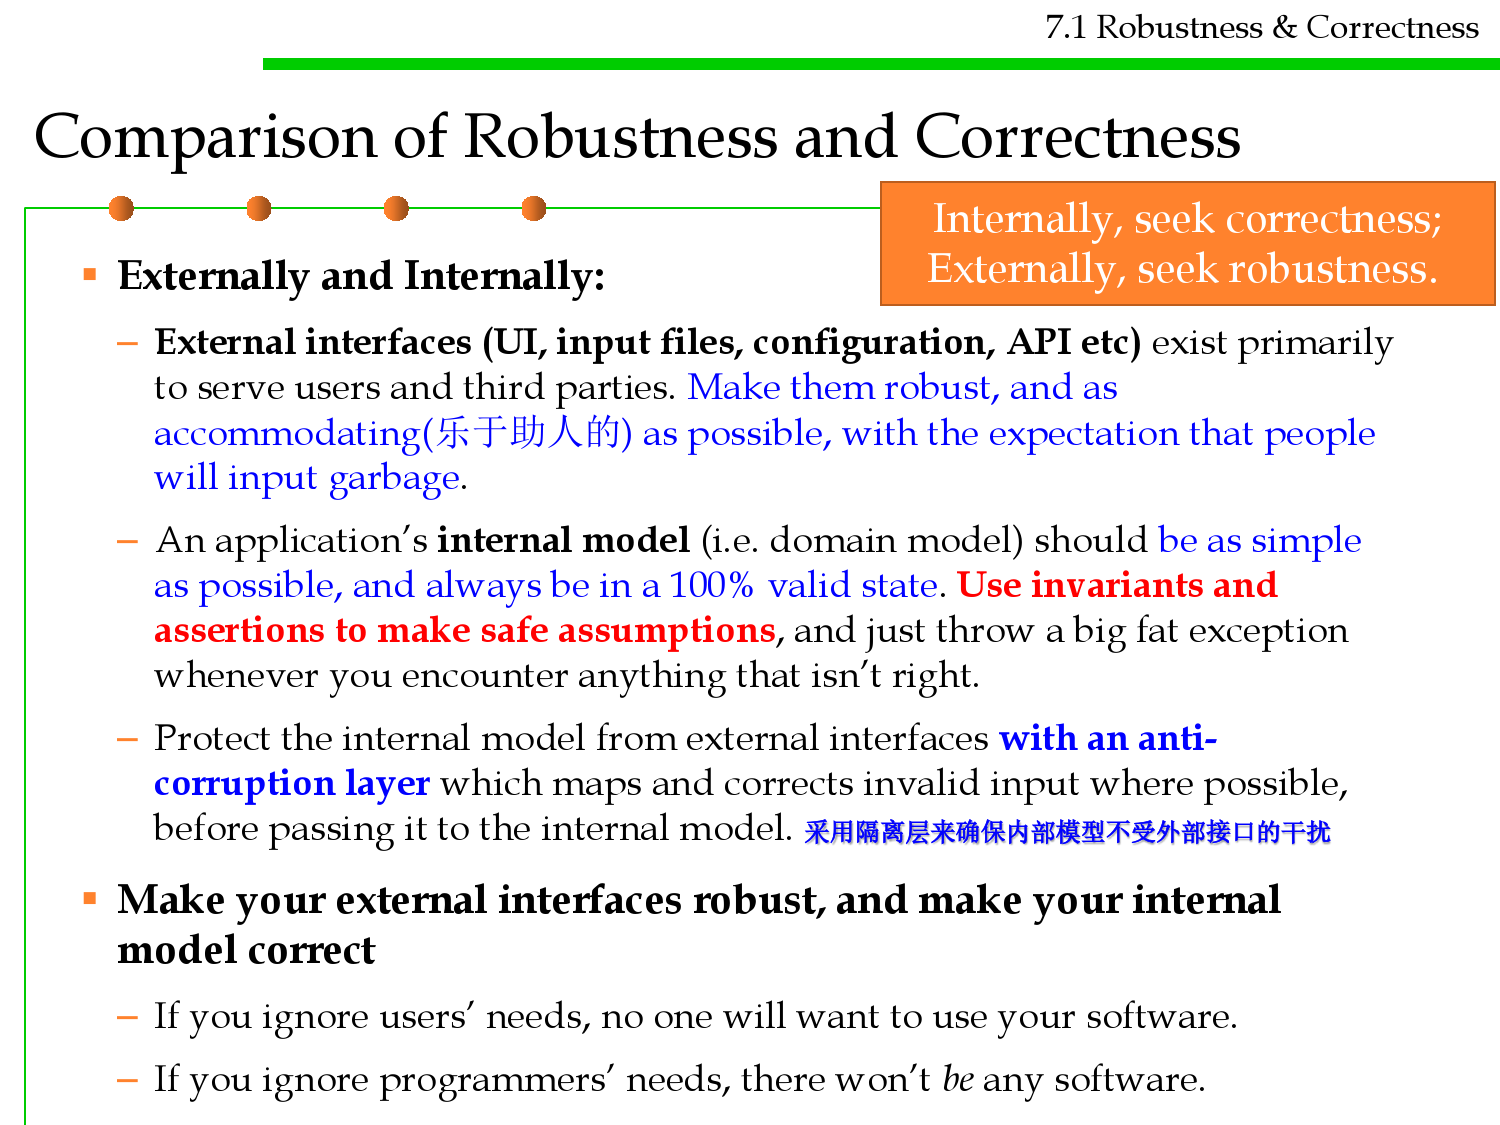 7.1 Robustness & Correctness
Comparison of Robustness and Correctness
Internally, seek correctness;
Externally, seek robustness.
▪ Externally and Internally:
– External interfaces (UI, input files, configuration, API etc) exist primarily
to serve users and third parties. Make them robust, and as
accommodating(乐于助人的) as possible, with the expectation that people
will input garbage.
– An application’s internal model (i.e. domain model) should be as simple
as possible, and always be in a 100% valid state. Use invariants and
assertions to make safe assumptions, and just throw a big fat exception
whenever you encounter anything that isn’t right.
– Protect the internal model from external interfaces with an anti-
corruption layer which maps and corrects invalid input where possible,
before passing it to the internal model. 采用隔离层来确保内部模型不受外部接口的干扰
▪ Make your external interfaces robust, and make your internal
model correct
– If you ignore users’ needs, no one will want to use your software.
– If you ignore programmers’ needs, there won’t be any software.